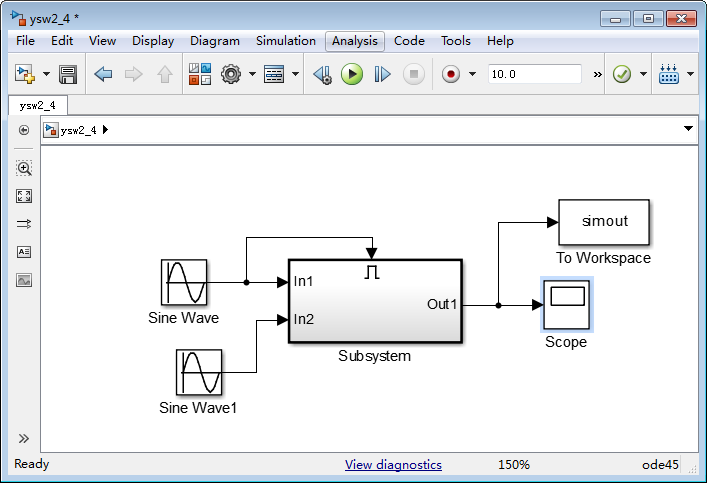 ysw2_4 *
File Edit View Display Diagram Simulation Analysis Code Tools Help
10.0 »
ysw2_4
ysw2_4
simout
To Workspace
In1
Out1
In2
Sine Wave
Scope
Subsystem
Sine Wave1
Ready View diagnostics 150% ode45